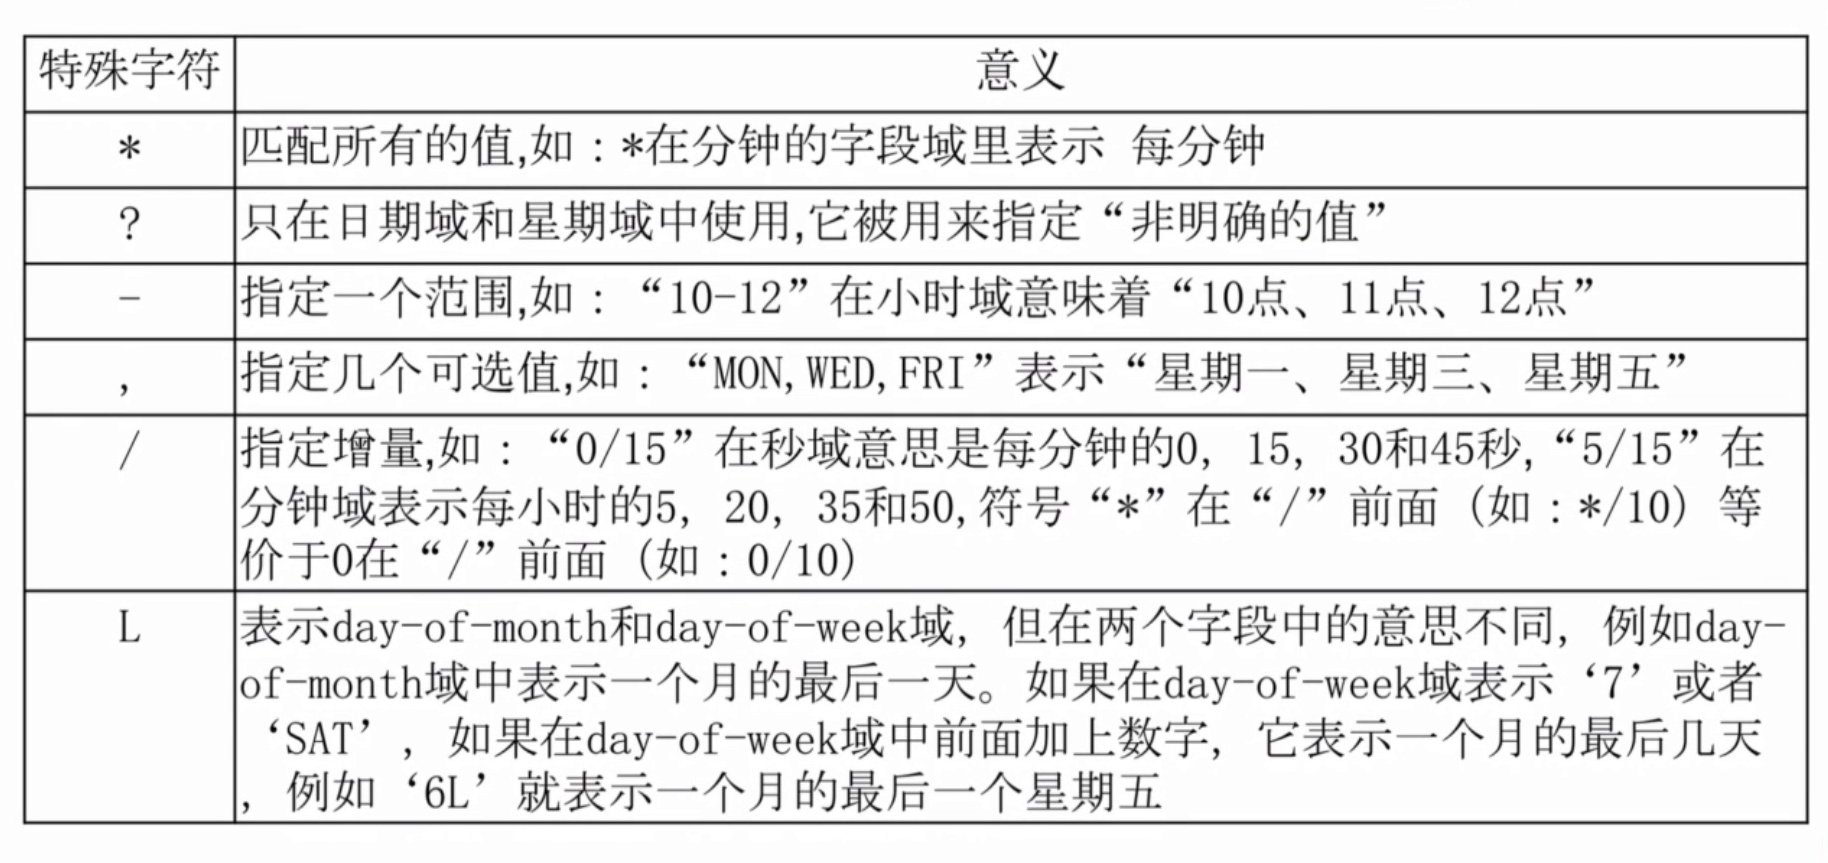 特殊字符 意义
* 匹配所有的值,如：*在分钟的字段域里表示 每分钟
? 只在日期域和星期域中使用,它被用来指定“非明确的值”
- 指定一个范围,如：“10-12”在小时域意味着“10点、11点、12点”
, 指定几个可选值,如：“MON,WED,FRI”表示“星期一、星期三、星期五”
/ 指定增量,如：“0/15”在秒域意思是每分钟的0, 15, 30和45秒,“5/15”在
分钟域表示每小时的5, 20, 35和50,符号“*”在“/”前面（如：*/10）等
价于0在“/”前面（如：0/10）
L 表示day-of-month和day-of-week域, 但在两个字段中的意思不同, 例如day-
of-month域中表示一个月的最后一天。如果在day-of-week域表示‘7’或者
‘SAT’, 如果在day-of-week域中前面加上数字, 它表示一个月的最后几天
, 例如‘6L’就表示一个月的最后一个星期五